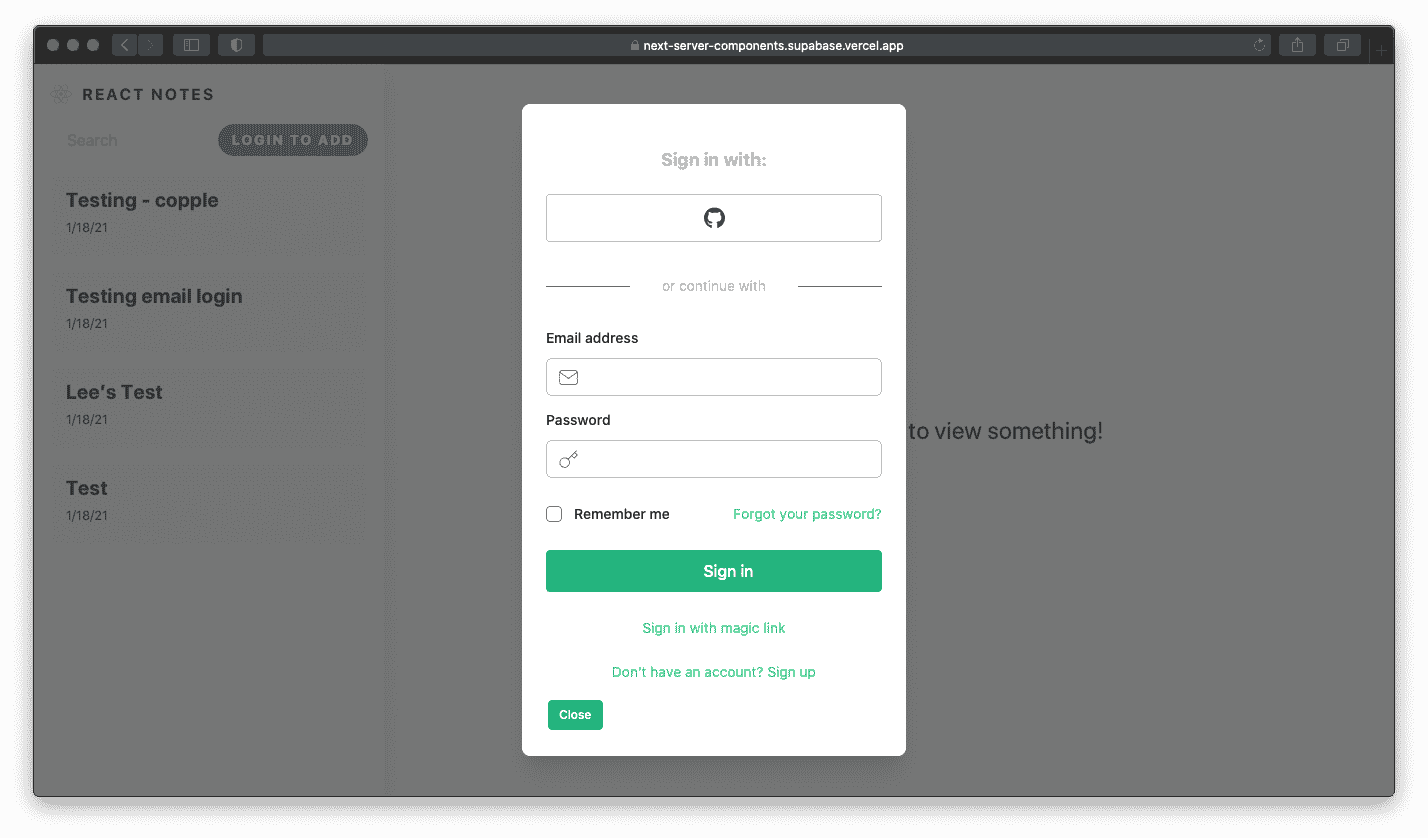 next-server-components.supabase.vercel.app
REACT NOTES
Search
LOGIN TO ADD
Testing - copple
1/18/21
Testing email login
1/18/21
Lee's Test
1/18/21
Test
1/18/21
to view something!
Sign in with:
or continue with
Email address
Password
Remember me
Forgot your password?
Sign in
Sign in with magic link
Don't have an account? Sign up
Close